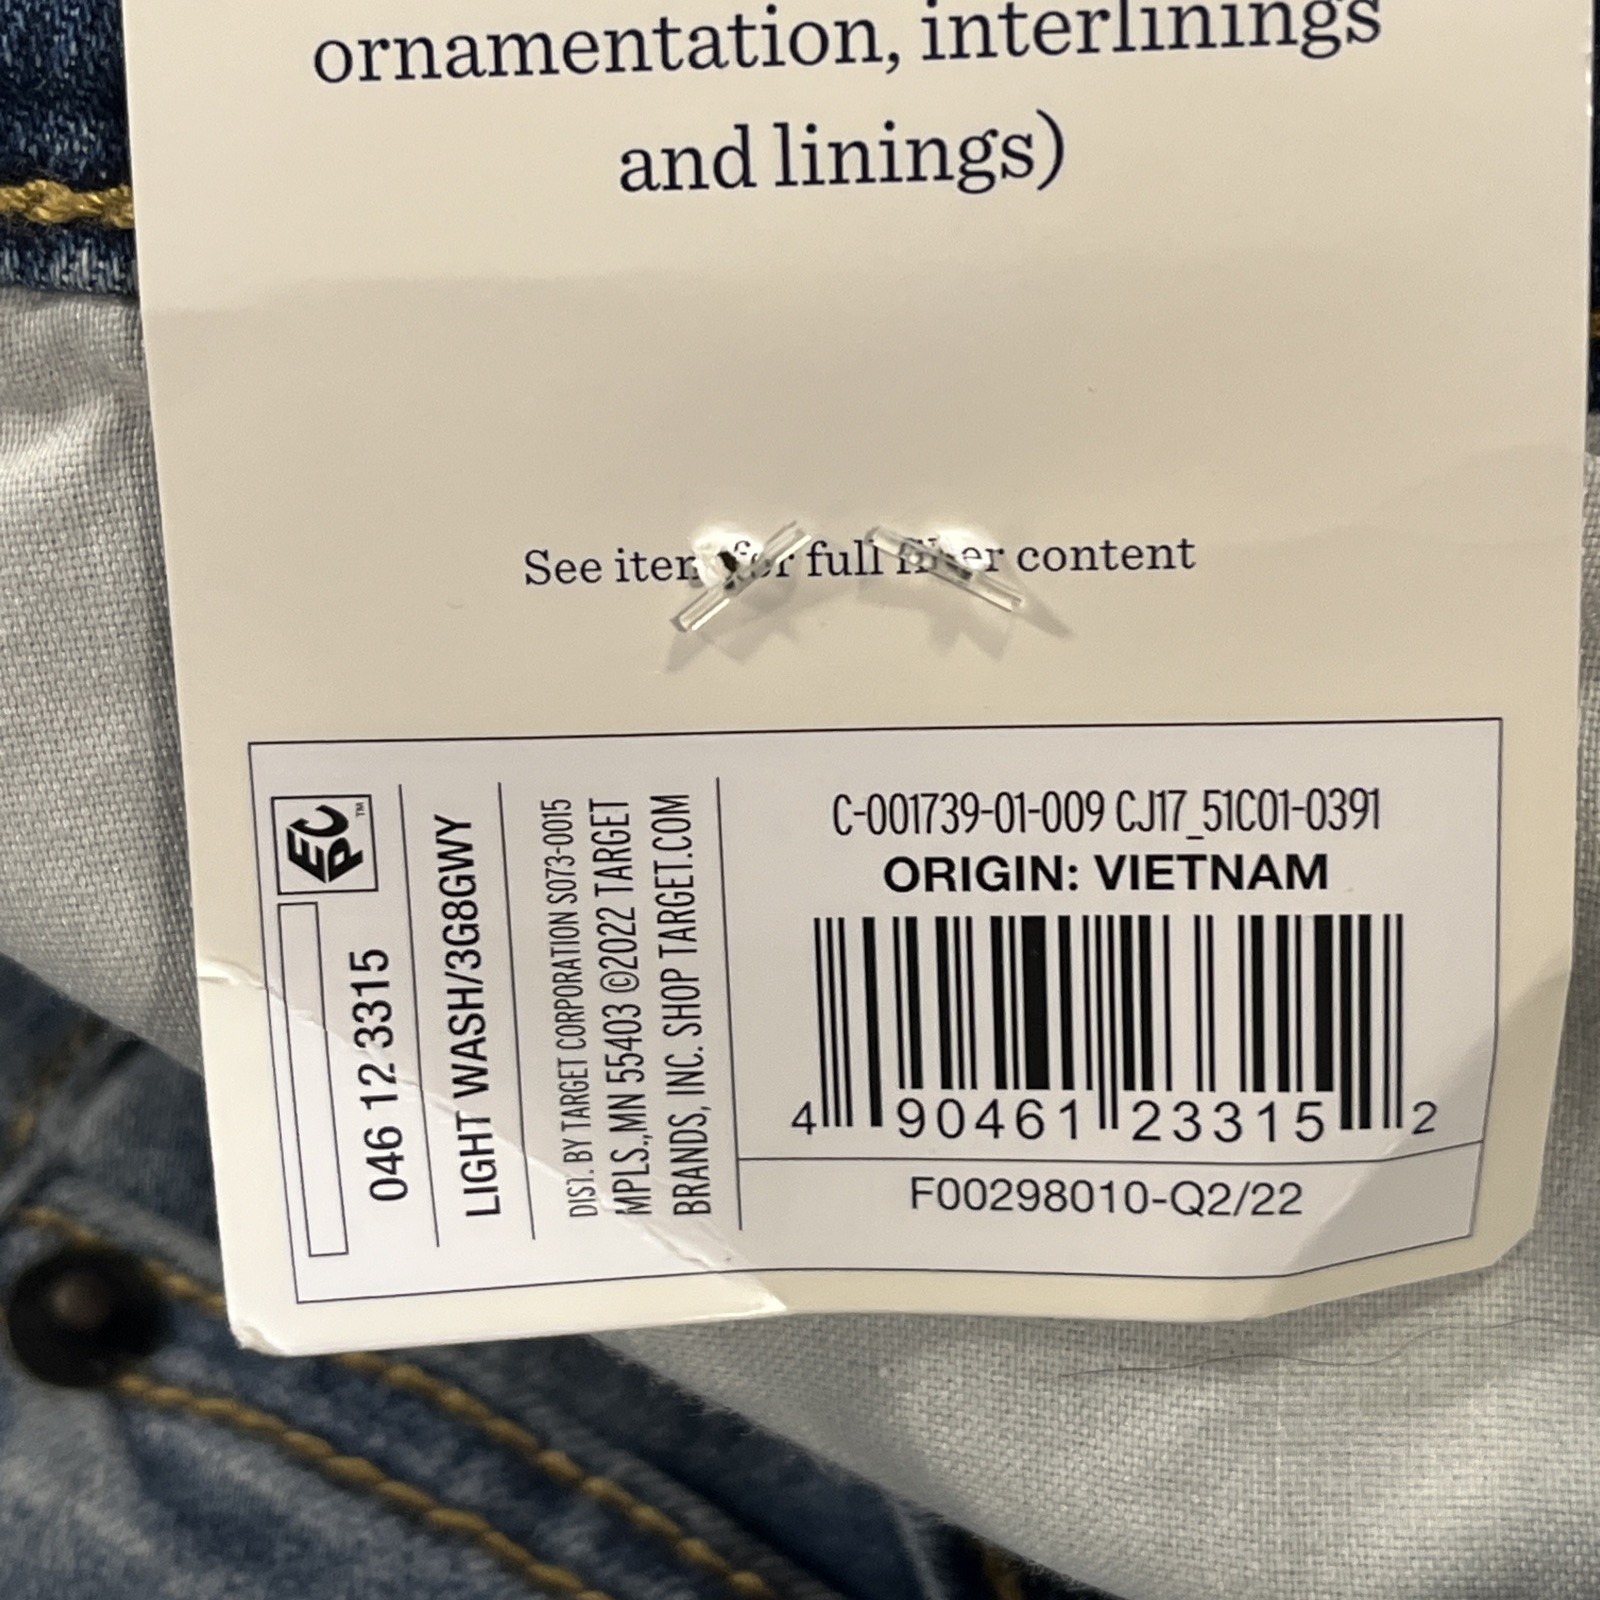 ornamentation, interlinings
and linings)
See item for full fiber content
EPC™
046 12 3315
LIGHT WASH/3G8GWY
DIST. BY TARGET CORPORATION S073-0015
MPLS.,MN 55403 ©2022 TARGET
BRANDS, INC. SHOP TARGET.COM
C-001739-01-009 CJ17_51C01-0391
ORIGIN: VIETNAM
4 90461 23315 2
F00298010-Q2/22